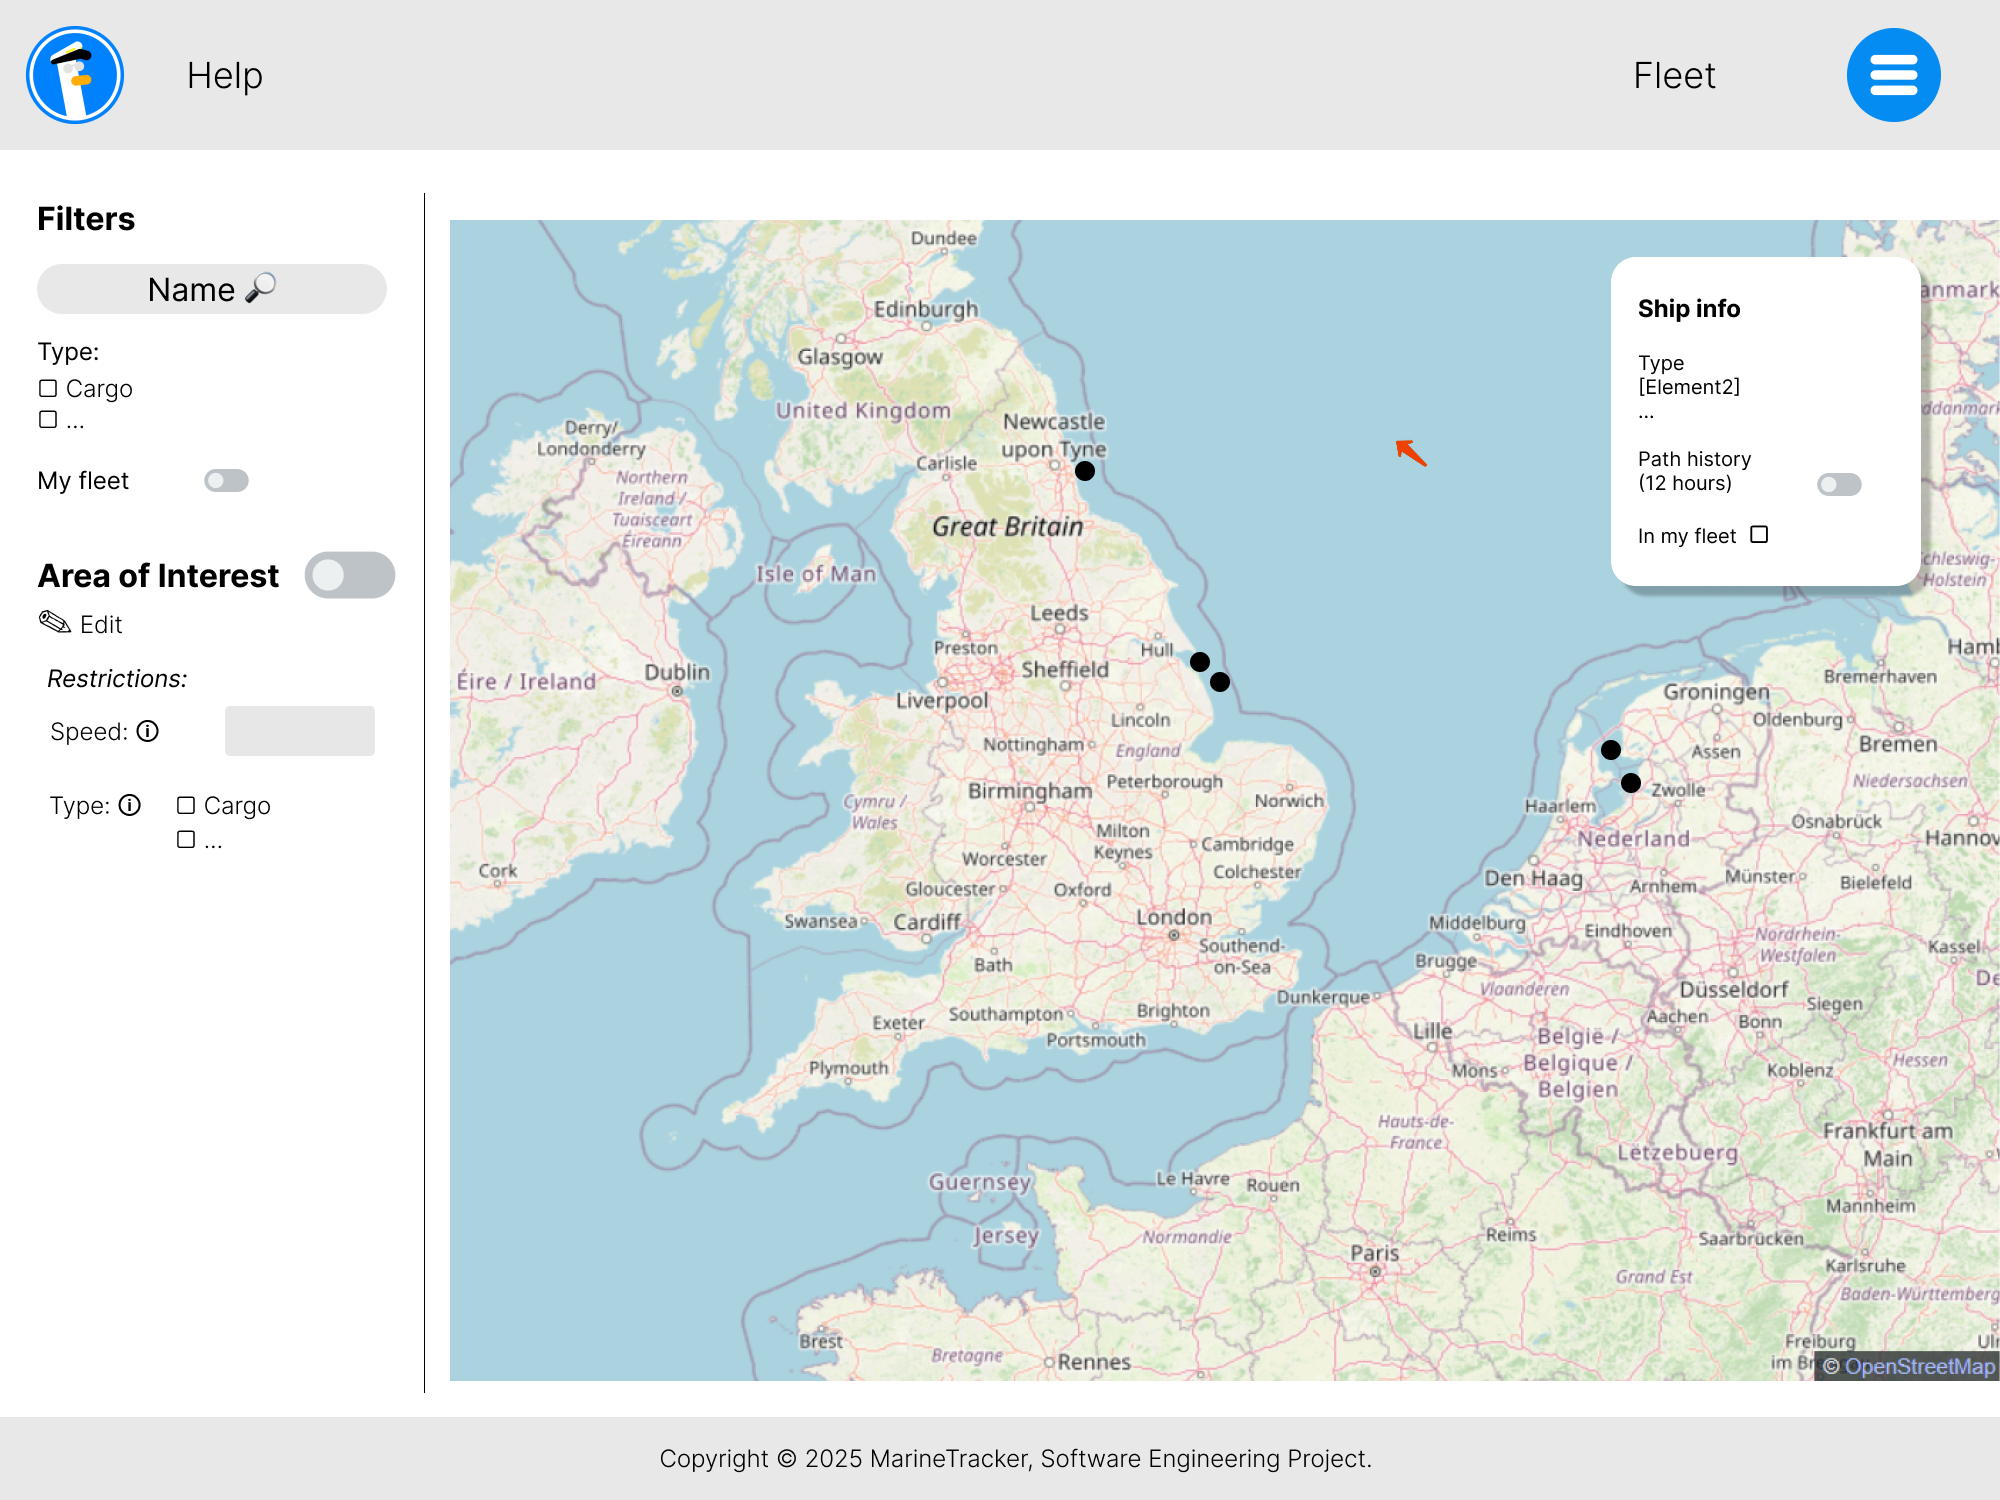 Help
Fleet
Filters
Name
Type:
Cargo
...
My fleet
Area of Interest
Edit
Restrictions:
Speed:
Type:
Cargo
...
Ship info
Type
[Element2]
...
Path history
(12 hours)
In my fleet
Dundee
Edinburgh
Glasgow
United Kingdom
Newcastle
upon Tyne
Derry/
Londonderry
Carlisle
Northern
Ireland /
Tuaisceart
Éireann
Great Britain
Isle of Man
Leeds
Preston
Hull
Sheffield
Dublin
Éire / Ireland
Liverpool
Lincoln
Nottingham
England
Peterborough
Birmingham
Norwich
Cymru /
Wales
Milton
Keynes
Cambridge
Worcester
Colchester
Cork
Gloucester
Oxford
Swansea
Cardiff
London
Southend-
on-Sea
Bath
Dunkerque
Southampton
Brighton
Exeter
Portsmouth
Plymouth
Guernsey
Jersey
Le Havre
Rouen
Normandie
Brest
Bretagne
Rennes
Paris
Reims
Hauts-de-
France
Lille
Mons
België /
Belgique /
Belgien
Brugge
Vlaanderen
Middelburg
Den Haag
Haarlem
Nederland
Zwolle
Groningen
Assen
Arnhem
Eindhoven
Oldenburg
Bremerhaven
Bremen
Niedersachsen
Osnabrück
Hannov
Münster
Bielefeld
Nordrhein-
Westfalen
Kassel
Düsseldorf
Siegen
Aachen
Bonn
Hessen
Koblenz
Frankfurt am
Main
Lëtzebuerg
Mannheim
Saarbrücken
Karlsruhe
Grand Est
Baden-Württemberg
Freiburg
im Br
Ulr
De
Hamb
anmark
ddanmark
chleswig-
Holstein
© OpenStreetMap
Copyright © 2025 MarineTracker, Software Engineering Project.